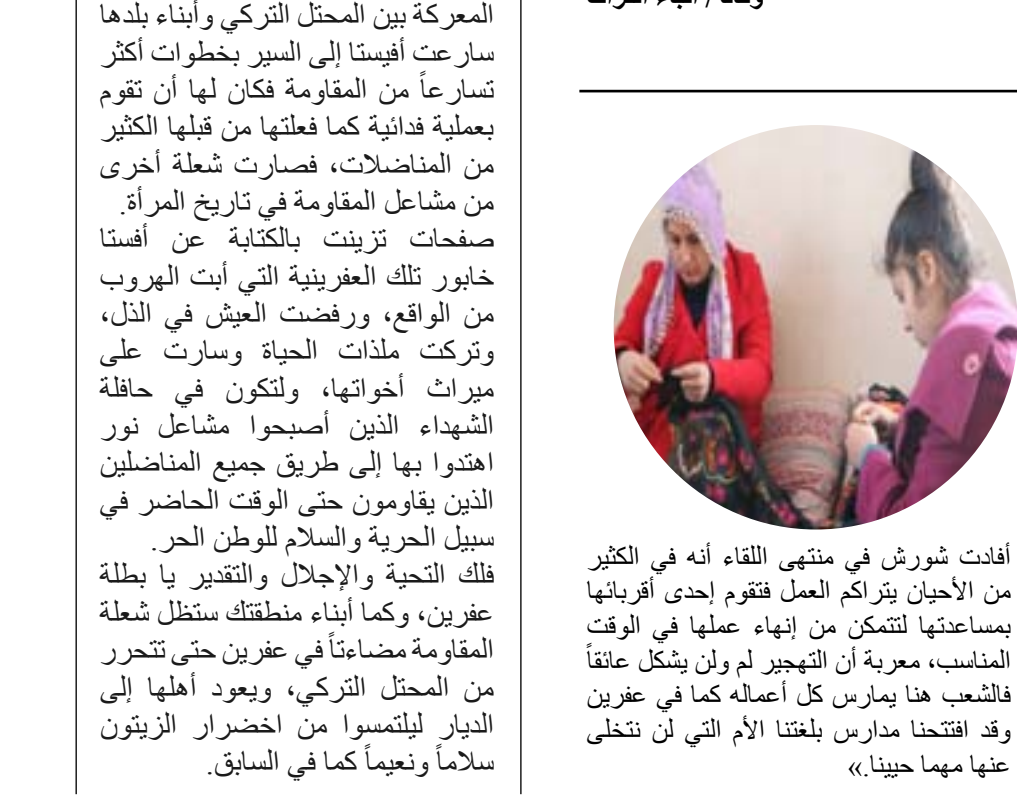 أفادت شورش في منتهى اللقاء أنه في الكثير
من الأحيان يتراكم العمل فتقوم إحدى أقربائها
بمساعدتها لتتمكن من إنهاء عملها في الوقت
المناسب، معربة أن التهجير لم ولن يشكل عائقاً
فالشعب هنا يمارس كل أعماله كما في عفرين
وقد افتتحنا مدارس بلغتنا الأم التي لن نتخلى
عنها مهما حيينا.»
المعركة بين المحتل التركي وأبناء بلدها
سارعت أفيستا إلى السير بخطوات أكثر
تسارعاً من المقاومة فكان لها أن تقوم
بعملية فدائية كما فعلتها من قبلها الكثير
من المناضلات، فصارت شعلة أخرى
من مشاعل المقاومة في تاريخ المرأة.
صفحات تزينت بالكتابة عن أفستا
خابور تلك العفرينية التي أبت الهروب
من الواقع، ورفضت العيش في الذل،
وتركت ملذات الحياة وسارت على
ميراث أخواتها، ولتكون في حافلة
الشهداء الذين أصبحوا مشاعل نور
اهتدوا بها إلى طريق جميع المناضلين
الذين يقاومون حتى الوقت الحاضر في
سبيل الحرية والسلام للوطن الحر.
فلك التحية والإجلال والتقدير يا بطلة
عفرين، وكما أبناء منطقتك ستظل شعلة
المقاومة مضاءتاً في عفرين حتى تتحرر
من المحتل التركي، ويعود أهلها إلى
الديار ليلتمسوا من اخضرار الزيتون
سلاماً ونعيماً كما في السابق.